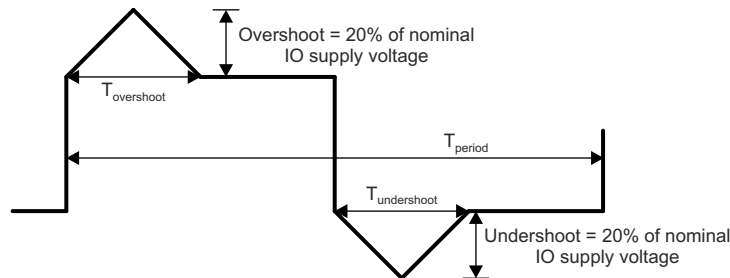 Overshoot = 20% of nominal
IO supply voltage
Tovershoot
Tperiod
Tundershoot
Undershoot = 20% of nominal
IO supply voltage